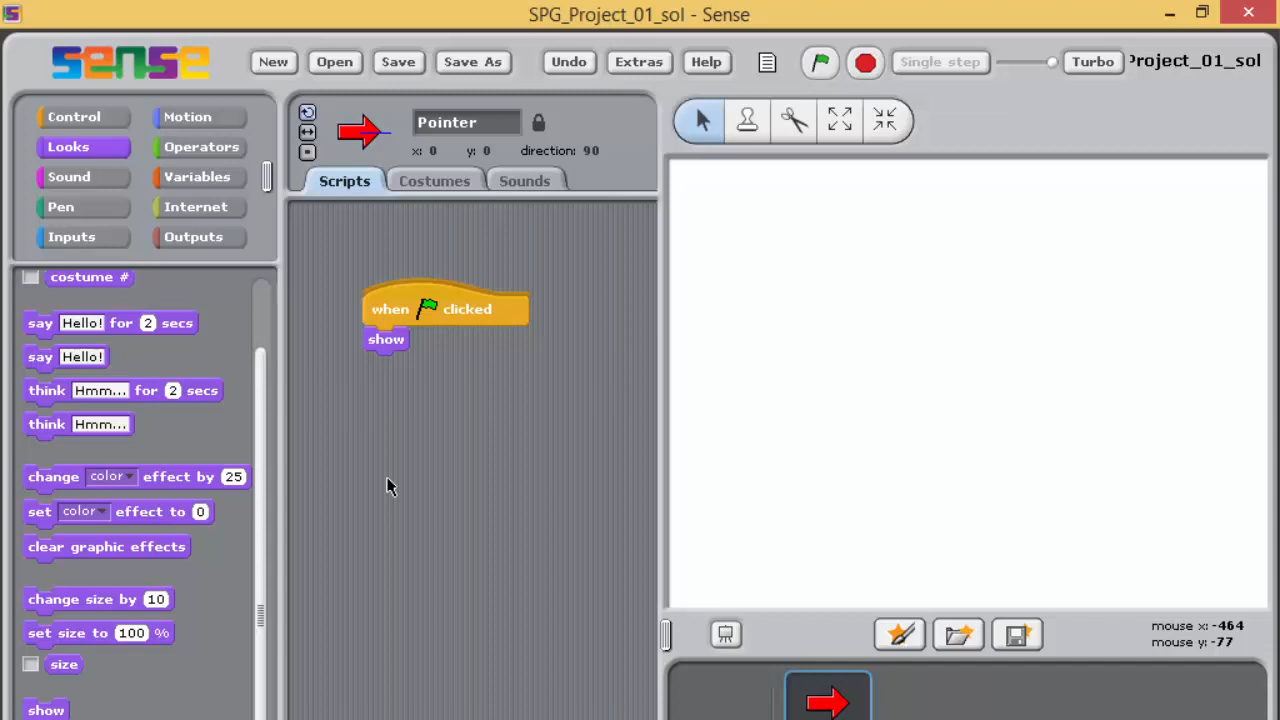 SPG_Project_01_sol - Sense
sense
New Open Save Save As Undo Extras Help Single step Turbo Project_01_sol
Control Motion
Looks Operators
Sound Variables
Pen Internet
Inputs Outputs
Pointer
x: 0 y: 0 direction: 90
Scripts Costumes Sounds
costume #
say Hello! for 2 secs
say Hello!
think Hmm... for 2 secs
think Hmm...
change color effect by 25
set color effect to 0
clear graphic effects
change size by 10
set size to 100 %
size
show
when clicked
show
mouse x: -464
mouse y: -77